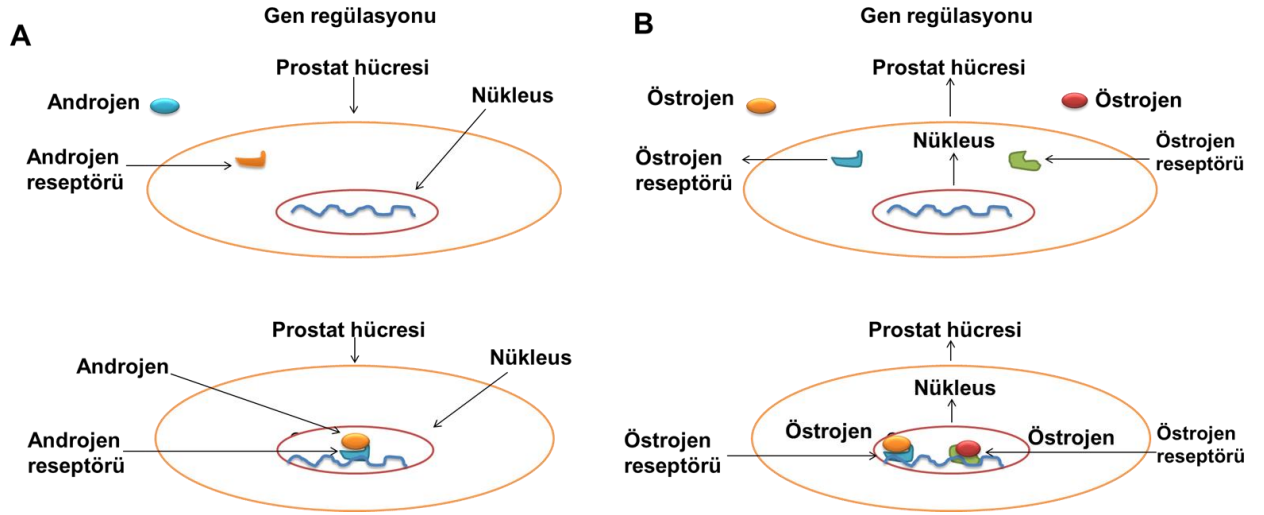 A
Gen regülasyonu
Prostat hücresi
Androjen
Nükleus
Androjen
reseptörü
Prostat hücresi
Androjen
Nükleus
Androjen
reseptörü
B
Gen regülasyonu
Prostat hücresi
Östrojen
Östrojen
Nükleus
Östrojen
reseptörü
Östrojen
reseptörü
Prostat hücresi
Nükleus
Östrojen
Östrojen
Östrojen
reseptörü
Östrojen
reseptörü